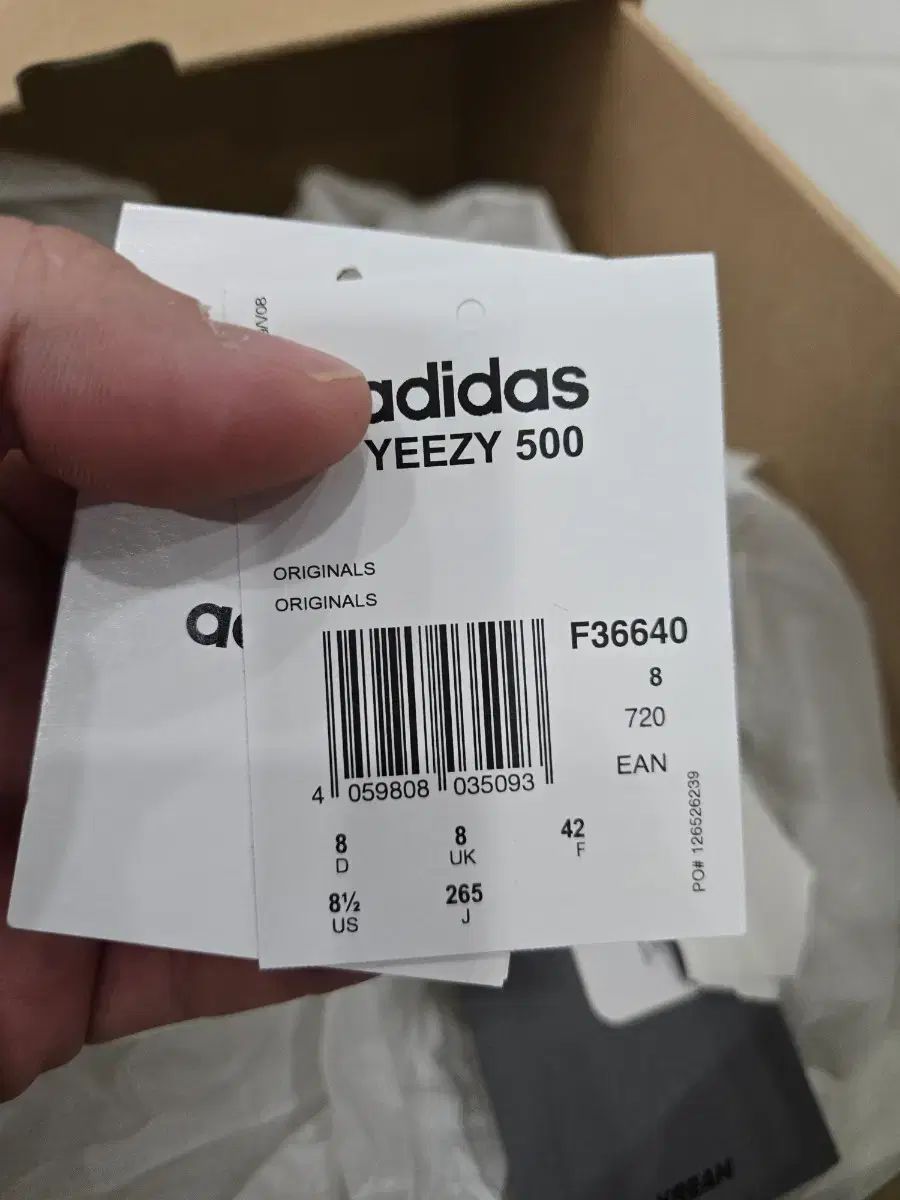 adidas
YEEZY 500
ORIGINALS
ORIGINALS
F36640
8
720
EAN
4 059808 035093
8 8 42
D UK F
8½ 265
US J
PO# 126526239